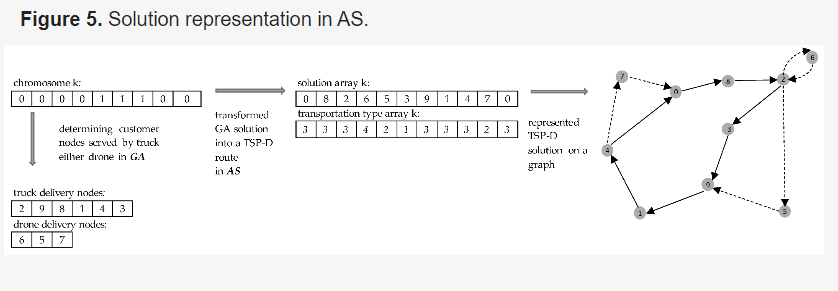 Figure 5. Solution representation in AS.
chromosome k:
0 0 0 0 1 1 1 0 0
determining customer
nodes served by truck
either drone in GA
truck delivery nodes:
2 9 8 1 4 3
drone delivery nodes:
6 5 7
transformed
GA solution
into a TSP-D
route
in AS
solution array k:
0 8 2 6 5 3 9 1 4 7 0
transportation type array k:
3 3 3 4 2 1 3 3 3 2 3
represented
TSP-D
solution on a
graph
6
7
8
2
0
3
4
9
1
5